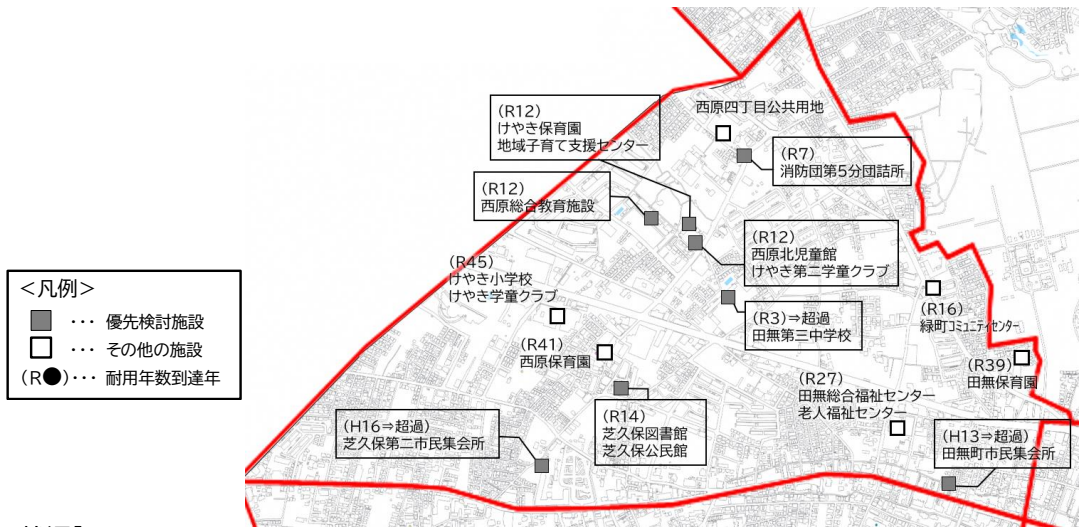 西原四丁目公共用地
(R12)
けやき保育園
地域子育て支援センター
(R7)
消防団第5分団詰所
(R12)
西原総合教育施設
(R12)
西原北児童館
けやき第二学童クラブ
(R45)
けやき小学校
けやき学童クラブ
(R3)⇒超過
田無第三中学校
(R16)
緑町コミュニティセンター
(R41)
西原保育園
(R39)
田無保育園
(R27)
田無総合福祉センター
老人福祉センター
(R14)
芝久保図書館
芝久保公民館
(H16⇒超過)
芝久保第二市民集会所
(H13⇒超過)
田無町市民集会所
<凡例>
■ ・・・ 優先検討施設
□ ・・・ その他の施設
(R●)・・・ 耐用年数到達年